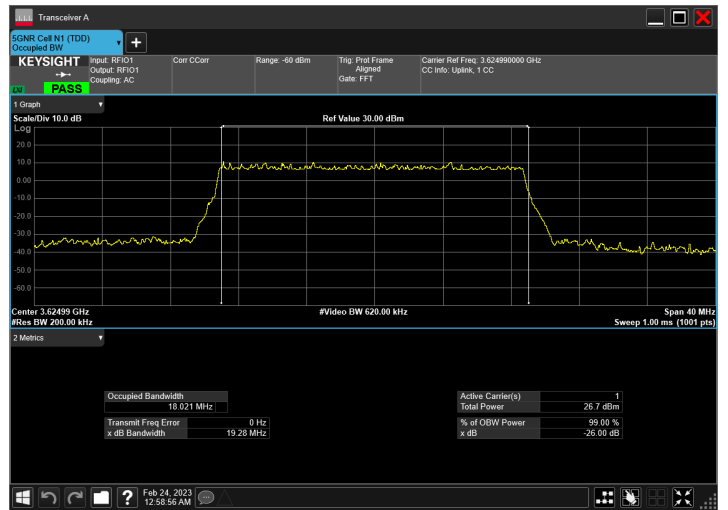 Transceiver A
5GNR Cell N1 (TDD)
Occupied BW
KEYSIGHT
LXI
PASS
Input: RFIO1
Output: RFIO1
Coupling: AC
Corr CCorr
Range: -60 dBm
Trig: Prot Frame
Aligned
Gate: FFT
Carrier Ref Freq: 3.624990000 GHz
CC Info: Uplink, 1 CC
1 Graph
Scale/Div 10.0 dB
Ref Value 30.00 dBm
Log
20.0
10.0
0.00
-10.0
-20.0
-30.0
-40.0
-50.0
-60.0
Center 3.62499 GHz
#Video BW 620.00 kHz
Span 40 MHz
#Res BW 200.00 kHz
Sweep 1.00 ms (1001 pts)
2 Metrics
Occupied Bandwidth
18.021 MHz
Transmit Freq Error 0 Hz
x dB Bandwidth 19.28 MHz
Active Carrier(s) 1
Total Power 26.7 dBm
% of OBW Power 99.00 %
x dB -26.00 dB
?
Feb 24, 2023
12:58:56 AM